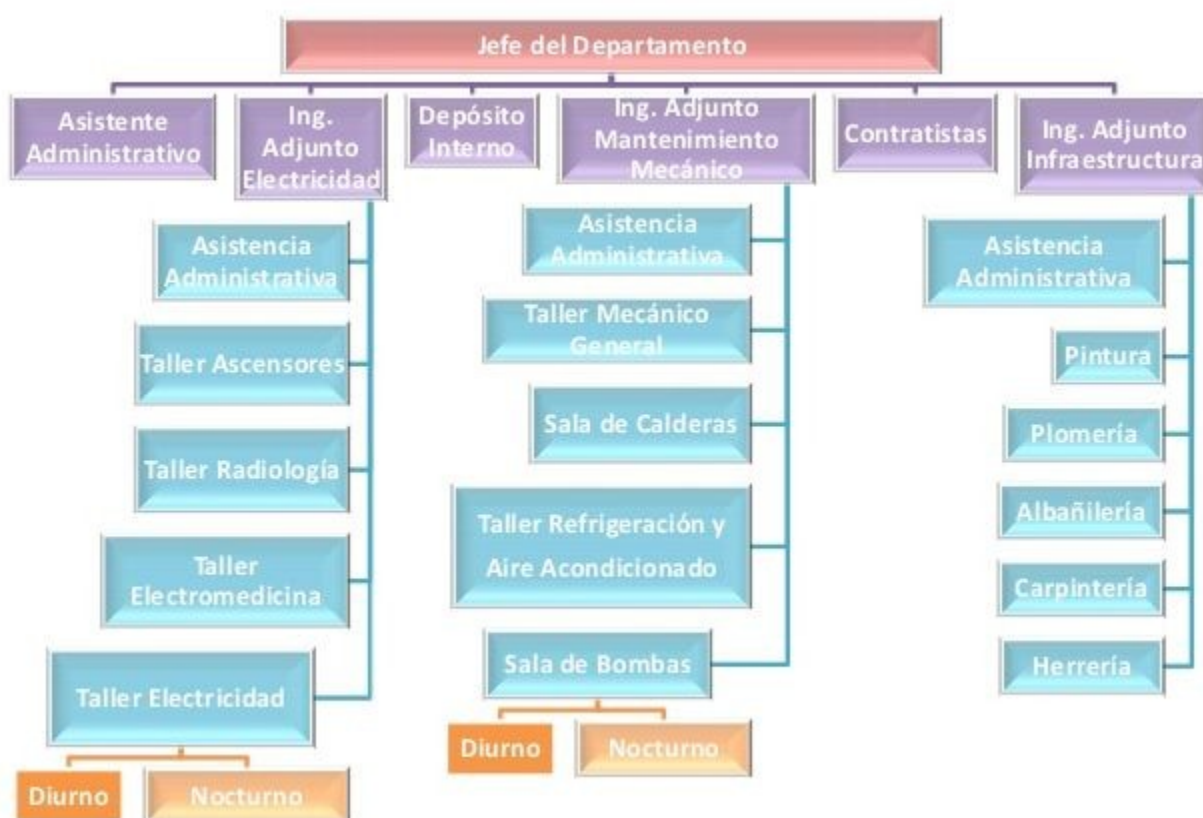 Jefe del Departamento
Asistente
Administrativo
Ing.
Adjunto
Electricidad
Depósito
Interno
Ing. Adjunto
Mantenimiento
Mecánico
Contratistas
Ing. Adjunto
Infraestructura
Asistencia
Administrativa
Taller Ascensores
Taller Radiología
Taller
Electromedicina
Taller Electricidad
Diurno
Nocturno
Asistencia
Administrativa
Taller Mecánico
General
Sala de Calderas
Taller Refrigeración y
Aire Acondicionado
Sala de Bombas
Diurno
Nocturno
Asistencia
Administrativa
Pintura
Plomería
Albañilería
Carpintería
Herrería